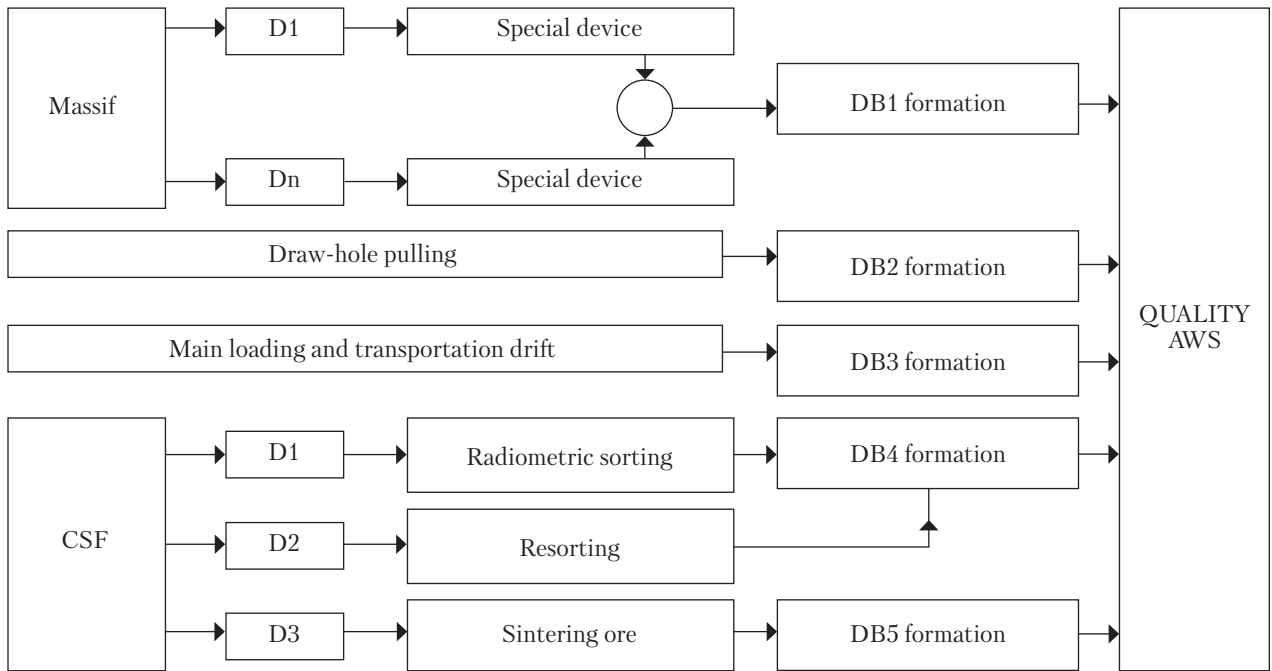 D1
Special device
Massif
DB1 formation
Dn
Special device
Draw-hole pulling
DB2 formation
Main loading and transportation drift
DB3 formation
QUALITY
AWS
CSF
D1
Radiometric sorting
DB4 formation
D2
Resorting
D3
Sintering ore
DB5 formation